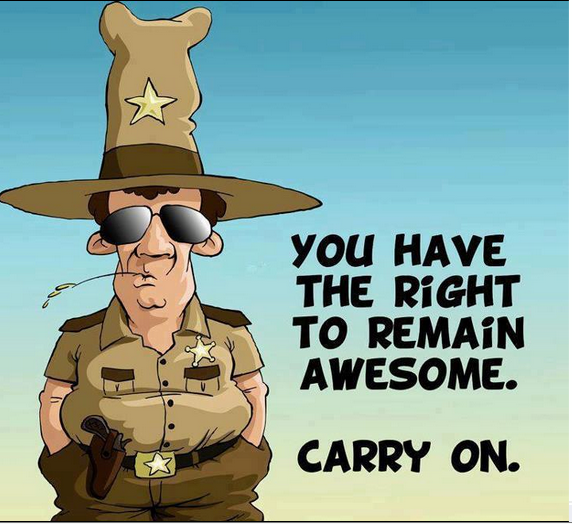 YOU HAVE
THE RiGHT
TO REMAiN
AWESOME.
CARRY ON.